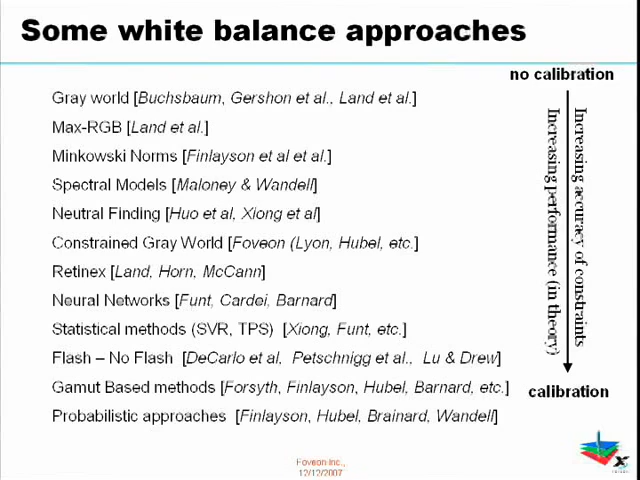 Some white balance approaches
no calibration
Gray world [Buchsbaum, Gershon et al., Land et al.]
Max-RGB [Land et al.]
Minkowski Norms [Finlayson et al et al.]
Spectral Models [Maloney & Wandell]
Neutral Finding [Huo et al, Xiong et al]
Constrained Gray World [Foveon (Lyon, Hubel, etc.]
Retinex [Land, Horn, McCann]
Neural Networks [Funt, Cardei, Barnard]
Statistical methods (SVR, TPS) [Xiong, Funt, etc.]
Flash – No Flash [DeCarlo et al, Petschnigg et al., Lu & Drew]
Gamut Based methods [Forsyth, Finlayson, Hubel, Barnard, etc.]
Probabilistic approaches [Finlayson, Hubel, Brainard, Wandell]
Increasing accuracy of constraints
Increasing performance (in theory)
calibration
Foveon Inc.,
12/12/2007